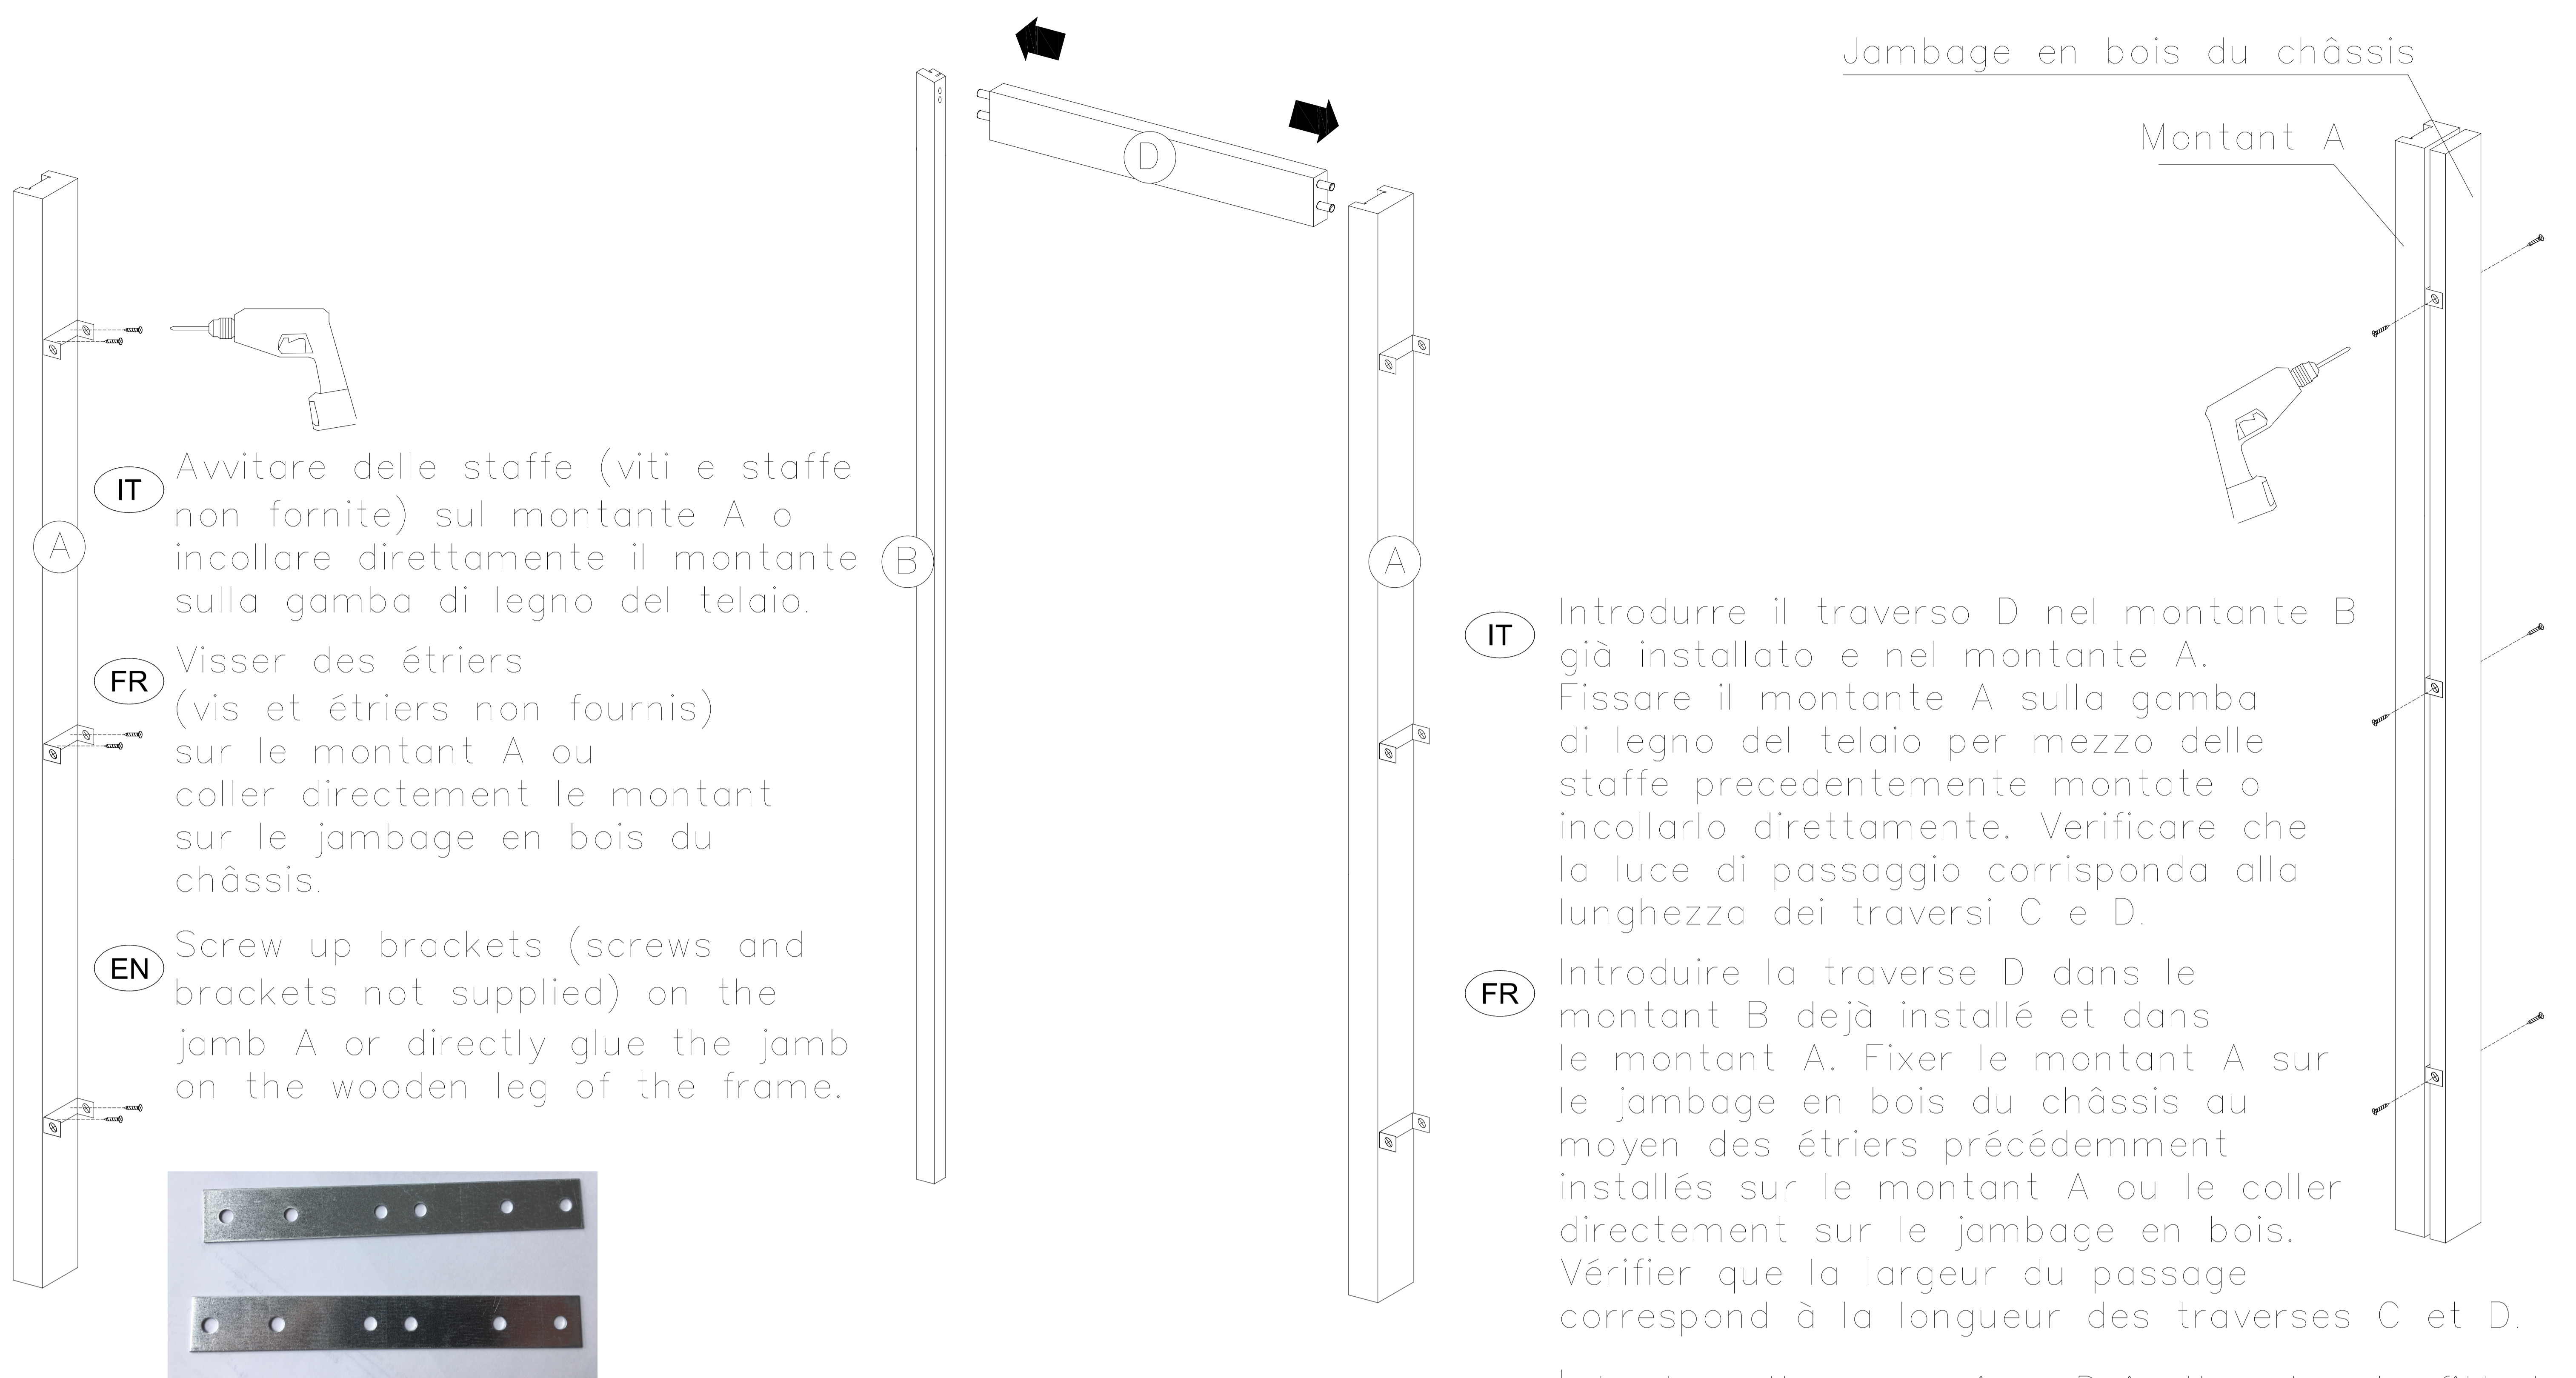 Jambage en bois du châssis
Montant A
D
A
B
A
IT
Avvitare delle staffe (viti e staffe
non fornite) sul montante A o
incollare direttamente il montante
sulla gamba di legno del telaio.
FR
Visser des étriers
(vis et étriers non fournis)
sur le montant A ou
coller directement le montant
sur le jambage en bois du
châssis.
EN
Screw up brackets (screws and
brackets not supplied) on the
jamb A or directly glue the jamb
on the wooden leg of the frame.
IT
Introdurre il traverso D nel montante B
già installato e nel montante A.
Fissare il montante A sulla gamba
di legno del telaio per mezzo delle
staffe precedentemente montate o
incollarlo direttamente. Verificare che
la luce di passaggio corrisponda alla
lunghezza dei traversi C e D.
FR
Introduire la traverse D dans le
montant B dejà installé et dans
le montant A. Fixer le montant A sur
le jambage en bois du châssis au
moyen des étriers précédemment
installés sur le montant A ou le coller
directement sur le jambage en bois.
Vérifier que la largeur du passage
correspond à la longueur des traverses C et D.